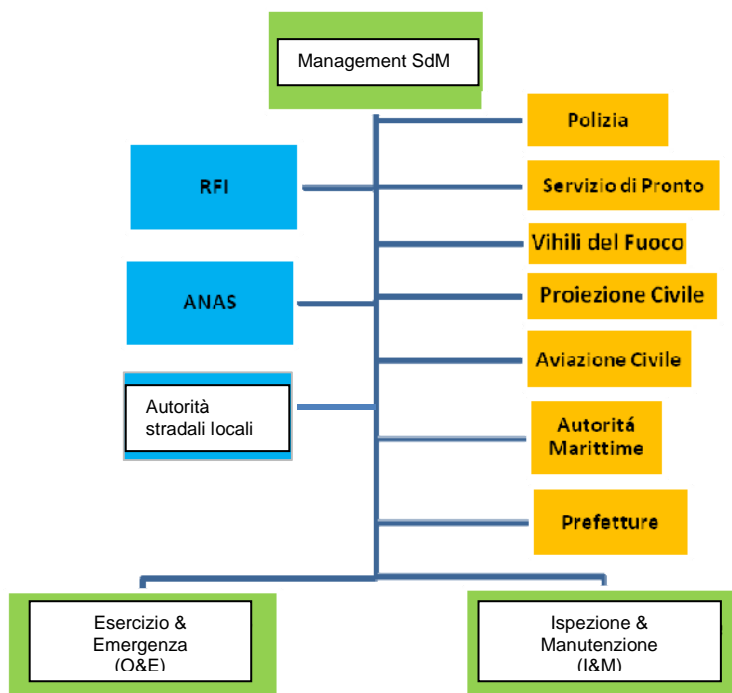 Management SdM
Polizia
RFI
Servizio di Pronto
Vihili del Fuoco
ANAS
Proiezione Civile
Aviazione Civile
Autorità
stradali locali
Autoritá
Marittime
Prefetture
Esercizio &
Emergenza
(O&E)
Ispezione &
Manutenzione
(I&M)